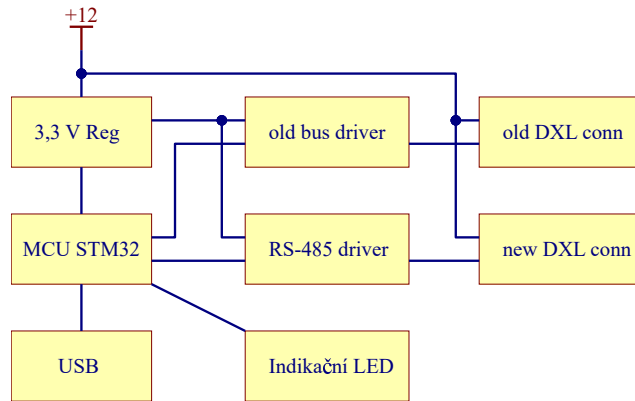 +12
3,3 V Reg
old bus driver
old DXL conn
MCU STM32
RS-485 driver
new DXL conn
USB
Indikační LED